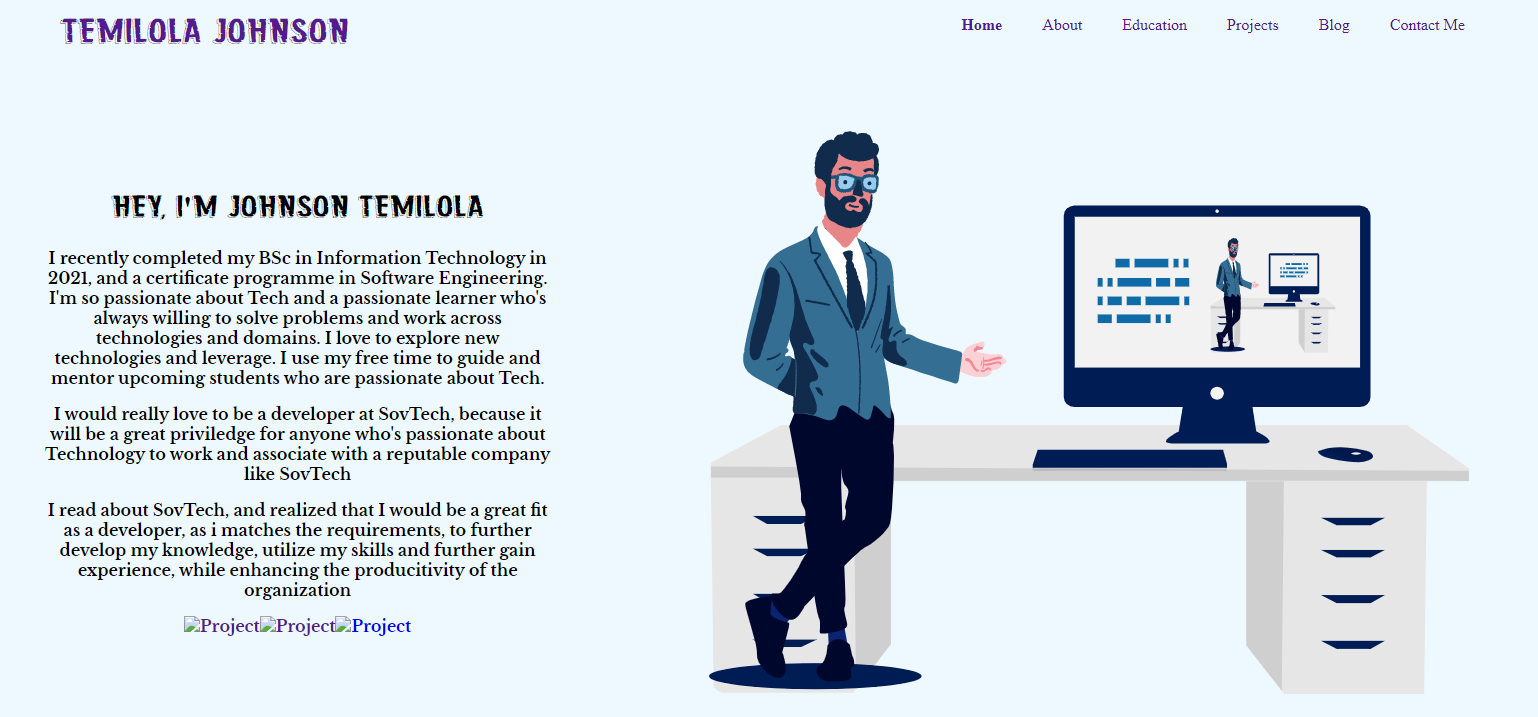 TEMILOLA JOHNSON
Home About Education Projects Blog Contact Me
HEY, I'M JOHNSON TEMILOLA
I recently completed my BSc in Information Technology in
2021, and a certificate programme in Software Engineering.
I'm so passionate about Tech and a passionate learner who's
always willing to solve problems and work across
technologies and domains. I love to explore new
technologies and leverage. I use my free time to guide and
mentor upcoming students who are passionate about Tech.
I would really love to be a developer at SovTech, because it
will be a great priviledge for anyone who's passionate about
Technology to work and associate with a reputable company
like SovTech
I read about SovTech, and realized that I would be a great fit
as a developer, as i matches the requirements, to further
develop my knowledge, utilize my skills and further gain
experience, while enhancing the producitivity of the
organization
Project Project Project